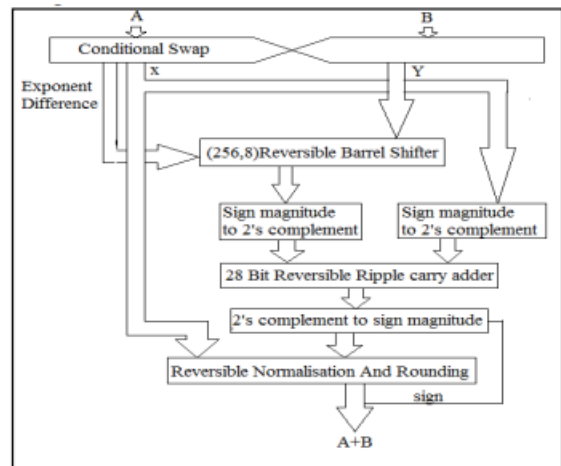 A
B
Conditional Swap
x
Y
Exponent
Difference
(256,8)Reversible Barrel Shifter
Sign magnitude
to 2's complement
Sign magnitude
to 2's complement
28 Bit Reversible Ripple carry adder
2's complement to sign magnitude
Reversible Normalisation And Rounding
sign
A+B